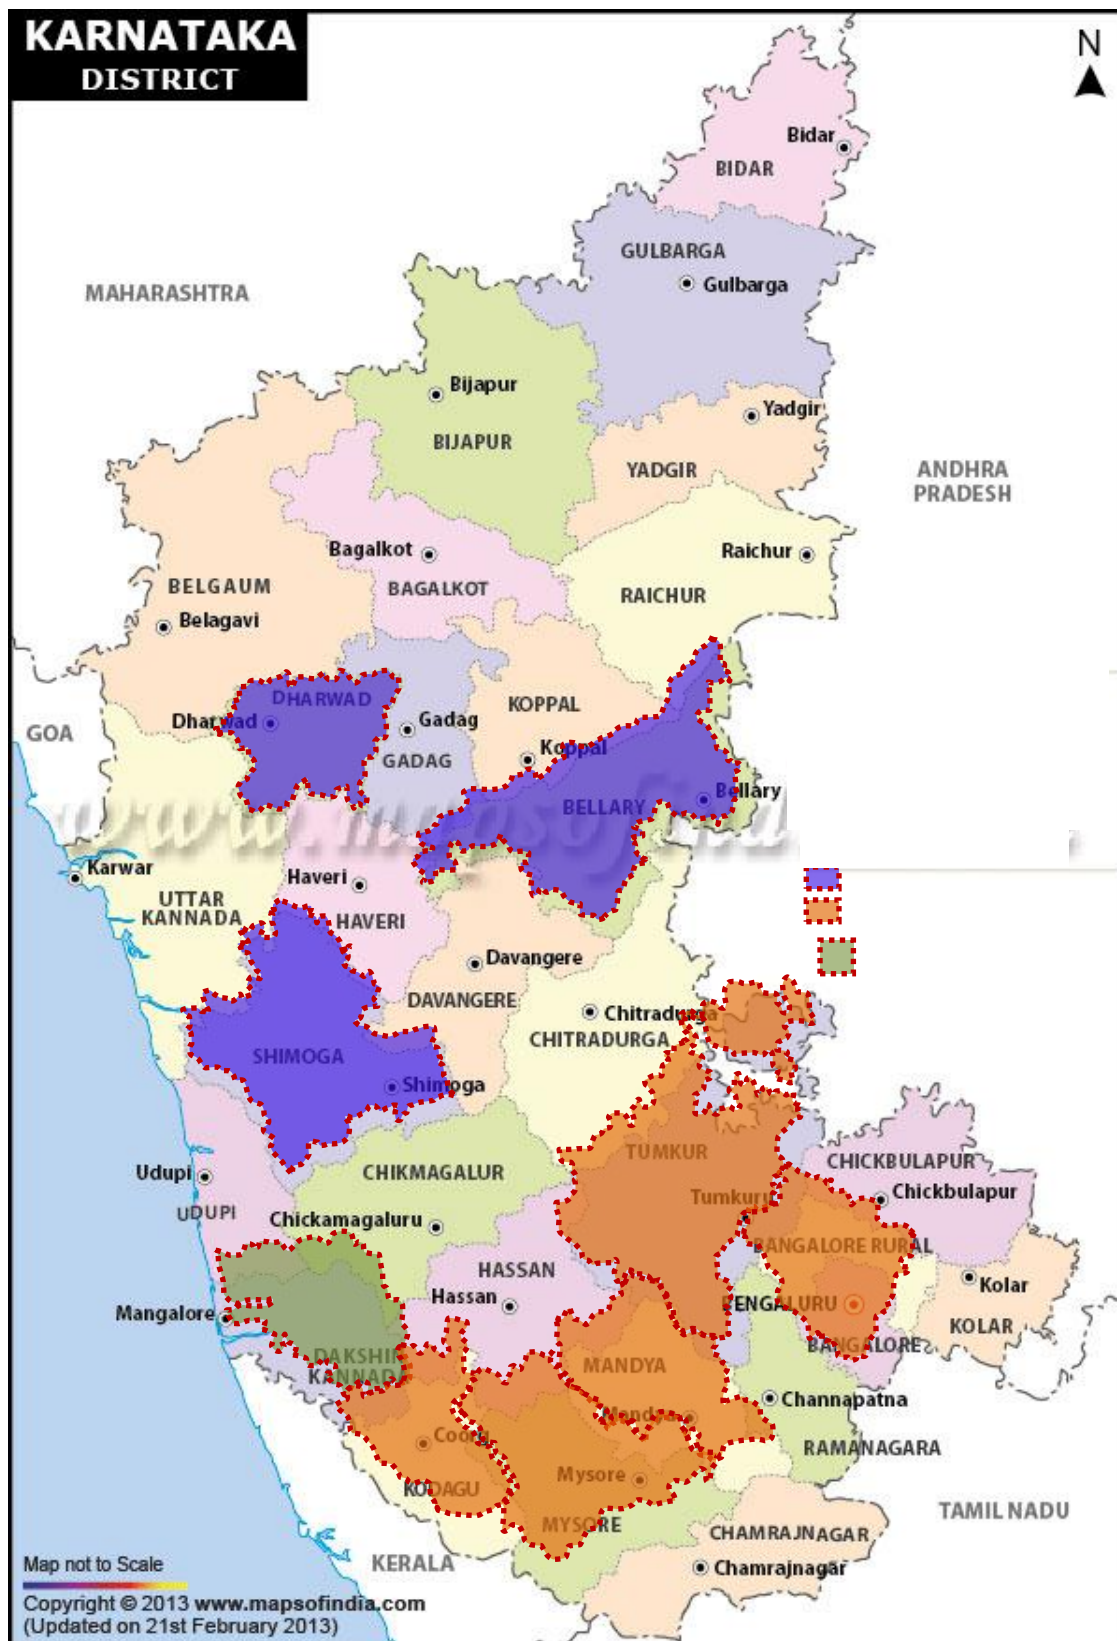 KARNATAKA
DISTRICT
N
Bidar
BIDAR
GULBARGA
Gulbarga
MAHARASHTRA
Bijapur
BIJAPUR
Yadgir
YADGIR
ANDHRA
PRADESH
Bagalkot
BAGALKOT
Raichur
RAICHUR
BELGAUM
Belagavi
DHARWAD
Dharwad
Gadag
GADAG
KOPPAL
Koppal
GOA
BELLARY
Bellary
www.mapsofindia
Karwar
UTTAR
KANNADA
Haveri
HAVERI
Davangere
DAVANGERE
Chitradurga
CHITRADURGA
SHIMOGA
Shimoga
TUMKUR
Tumkuru
CHICKBULAPUR
Chickbulapur
Udupi
UDUPI
CHIKMAGALUR
Chickamagaluru
BANGALORE RURAL
HASSAN
Hassan
BENGALURU
BANGALORE
Kolar
KOLAR
Mangalore
DAKSHIN
KANNADA
MANDYA
Mandya
Channapatna
RAMANAGARA
Coorg
KODAGU
Mysore
MYSORE
TAMIL NADU
CHAMRAJNAGAR
Chamrajnagar
KERALA
Map not to Scale
Copyright © 2013 www.mapsofindia.com
(Updated on 21st February 2013)